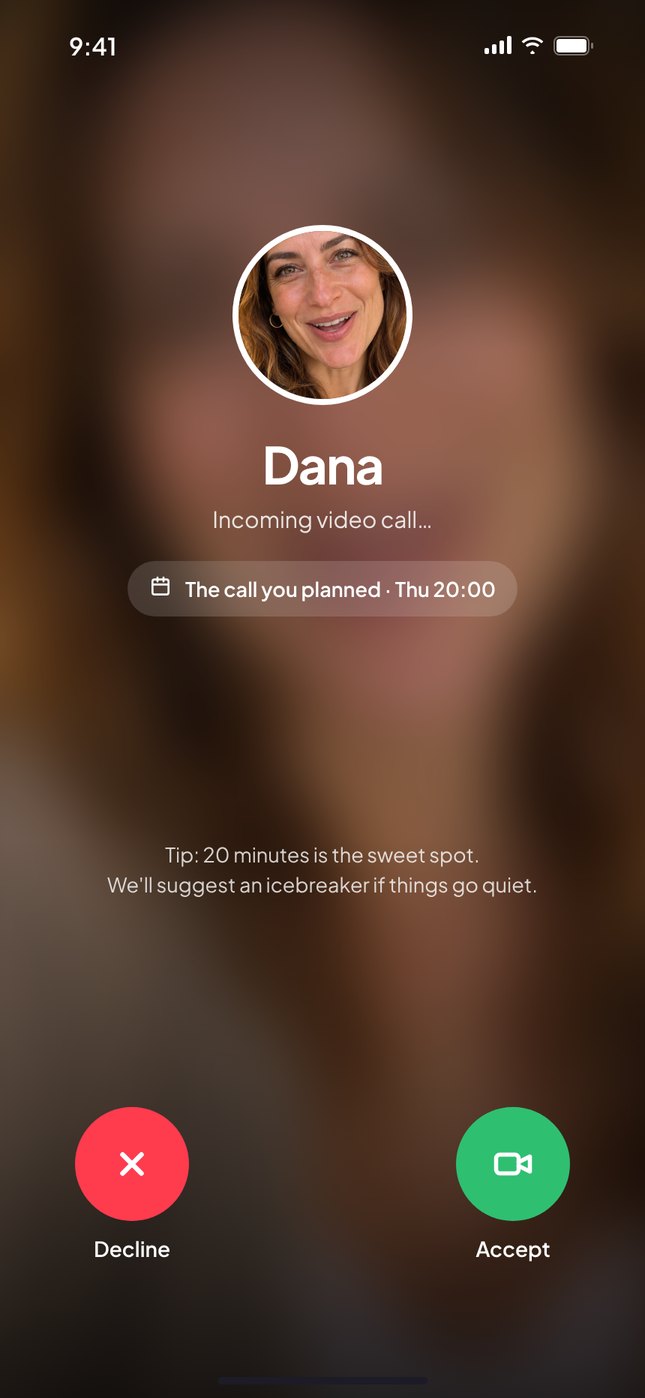 9:41
Dana
Incoming video call...
The call you planned · Thu 20:00
Tip: 20 minutes is the sweet spot.
We'll suggest an icebreaker if things go quiet.
Decline
Accept